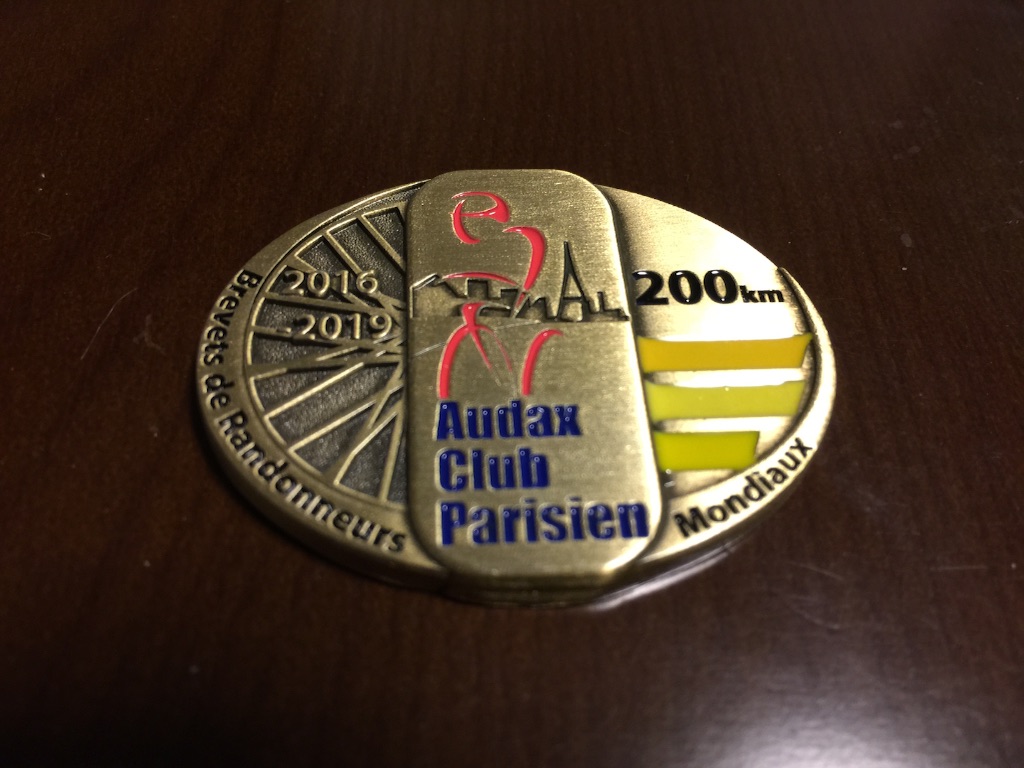 2016
2019
Brevets de Randonneurs
Audax
Club
Parisien
200km
Mondiaux